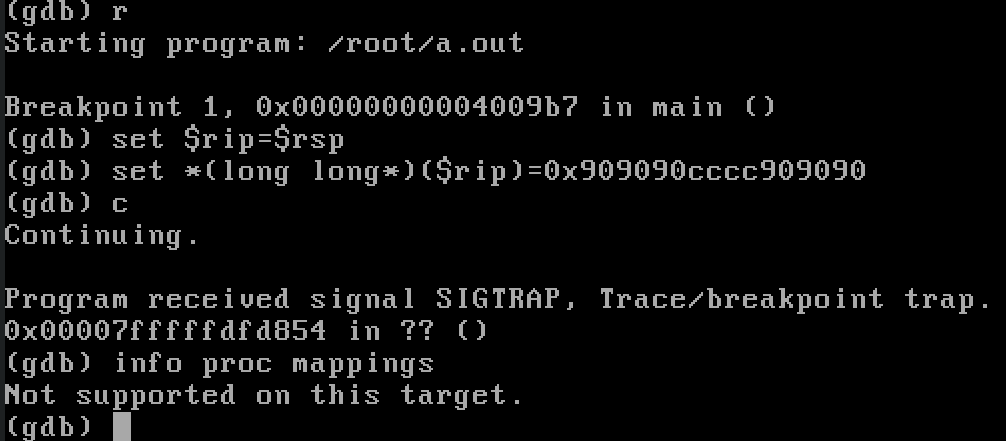 (gdb) r
Starting program: /root/a.out
Breakpoint 1, 0x00000000004009b7 in main ()
(gdb) set $rip=$rsp
(gdb) set *(long long*)($rip)=0x909090cccc909090
(gdb) c
Continuing.
Program received signal SIGTRAP, Trace/breakpoint trap.
0x00007fffffdfd854 in ?? ()
(gdb) info proc mappings
Not supported on this target.
(gdb)